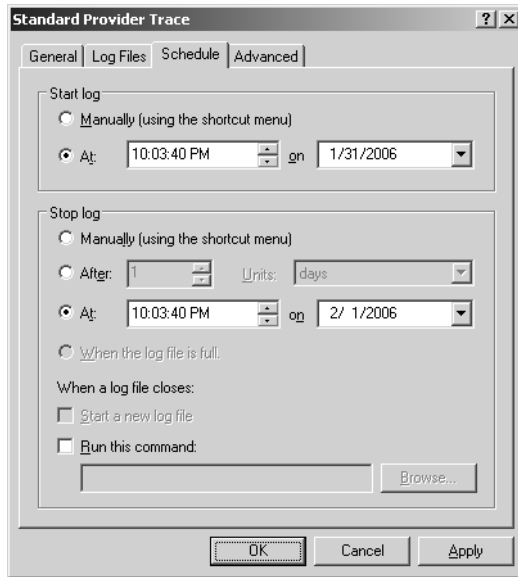 Standard Provider Trace
General Log Files Schedule Advanced
Start log
Manually (using the shortcut menu)
At: 10:03:40 PM on 1/31/2006
Stop log
Manually (using the shortcut menu)
After: 1 Units: days
At: 10:03:40 PM on 2/ 1/2006
When the log file is full.
When a log file closes:
Start a new log file
Run this command:
Browse...
OK Cancel Apply